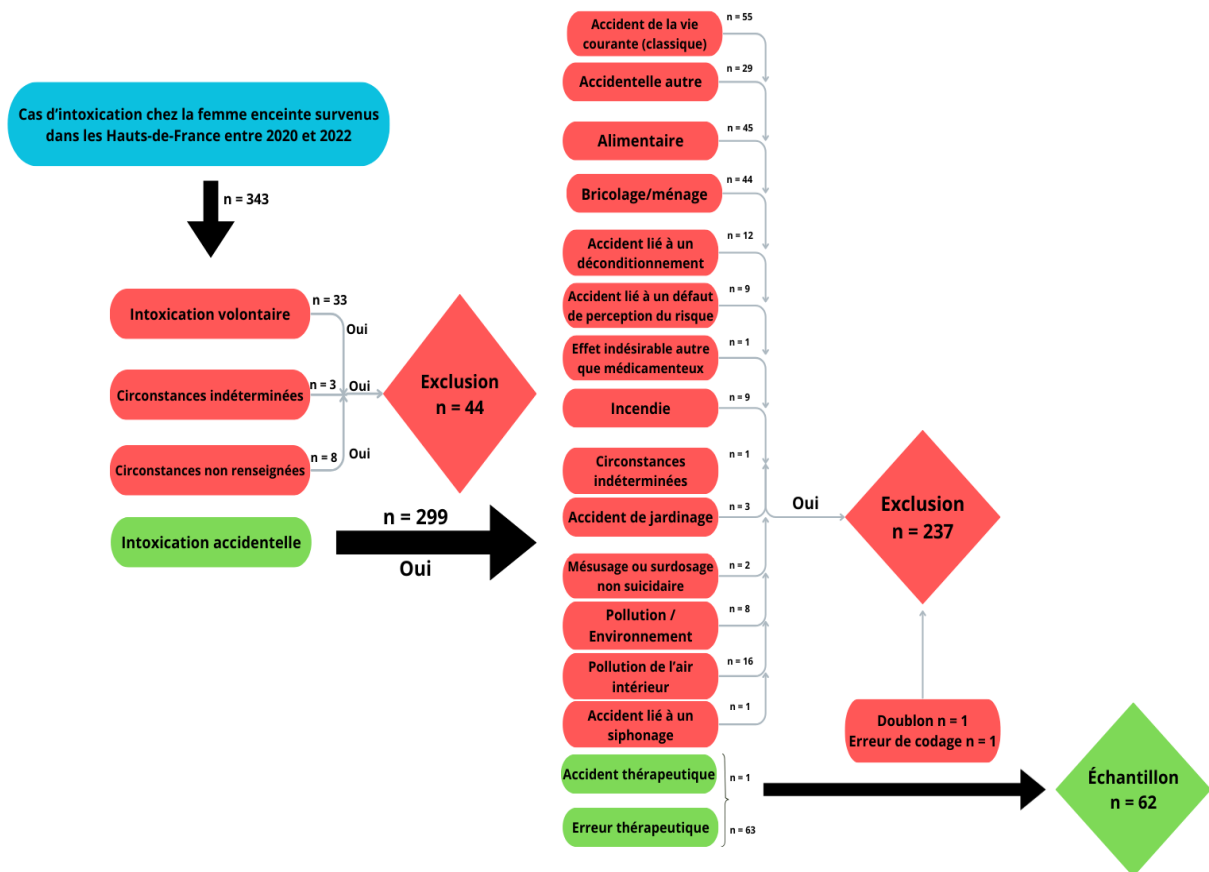 Cas d'intoxication chez la femme enceinte survenus
dans les Hauts-de-France entre 2020 et 2022
n = 343
Intoxication volontaire
n = 33
Oui
Circonstances indéterminées
n = 3
Oui
Circonstances non renseignées
n = 8
Oui
Exclusion
n = 44
Intoxication accidentelle
n = 299
Oui
Accident de la vie
courante (classique)
n = 55
Accidentelle autre
n = 29
Alimentaire
n = 45
Bricolage/ménage
n = 44
Accident lié à un
déconditionnement
n = 12
Accident lié à un défaut
de perception du risque
n = 9
Effet indésirable autre
que médicamenteux
n = 1
Incendie
n = 9
Circonstances
indéterminées
n = 1
Accident de jardinage
n = 3
Mésusage ou surdosage
non suicidaire
n = 2
Pollution /
Environnement
n = 8
Pollution de l'air
intérieur
n = 16
Accident lié à un
siphonage
n = 1
Oui
Exclusion
n = 237
Doublon n = 1
Erreur de codage n = 1
Accident thérapeutique
n = 1
Erreur thérapeutique
n = 63
Échantillon
n = 62